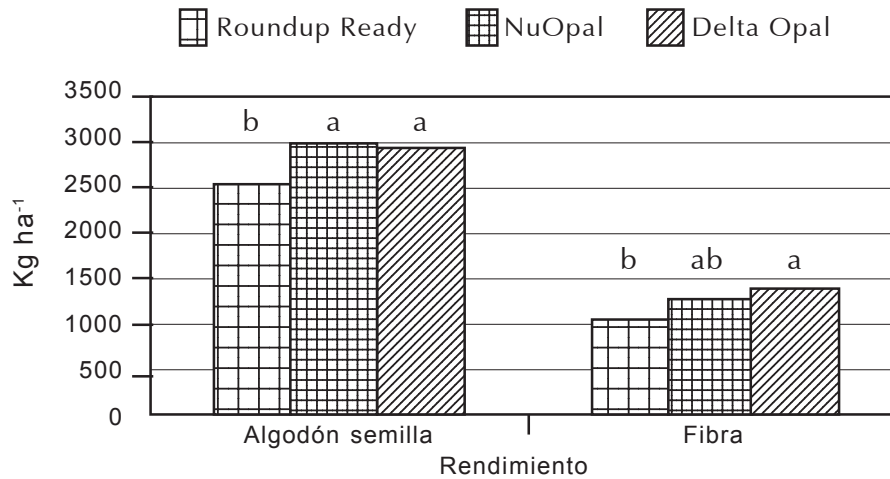 Roundup Ready NuOpal Delta Opal
3500
3000
2500
2000
1500
1000
500
0
Kg ha⁻¹
b a a
b ab a
Algodón semilla Fibra
Rendimiento